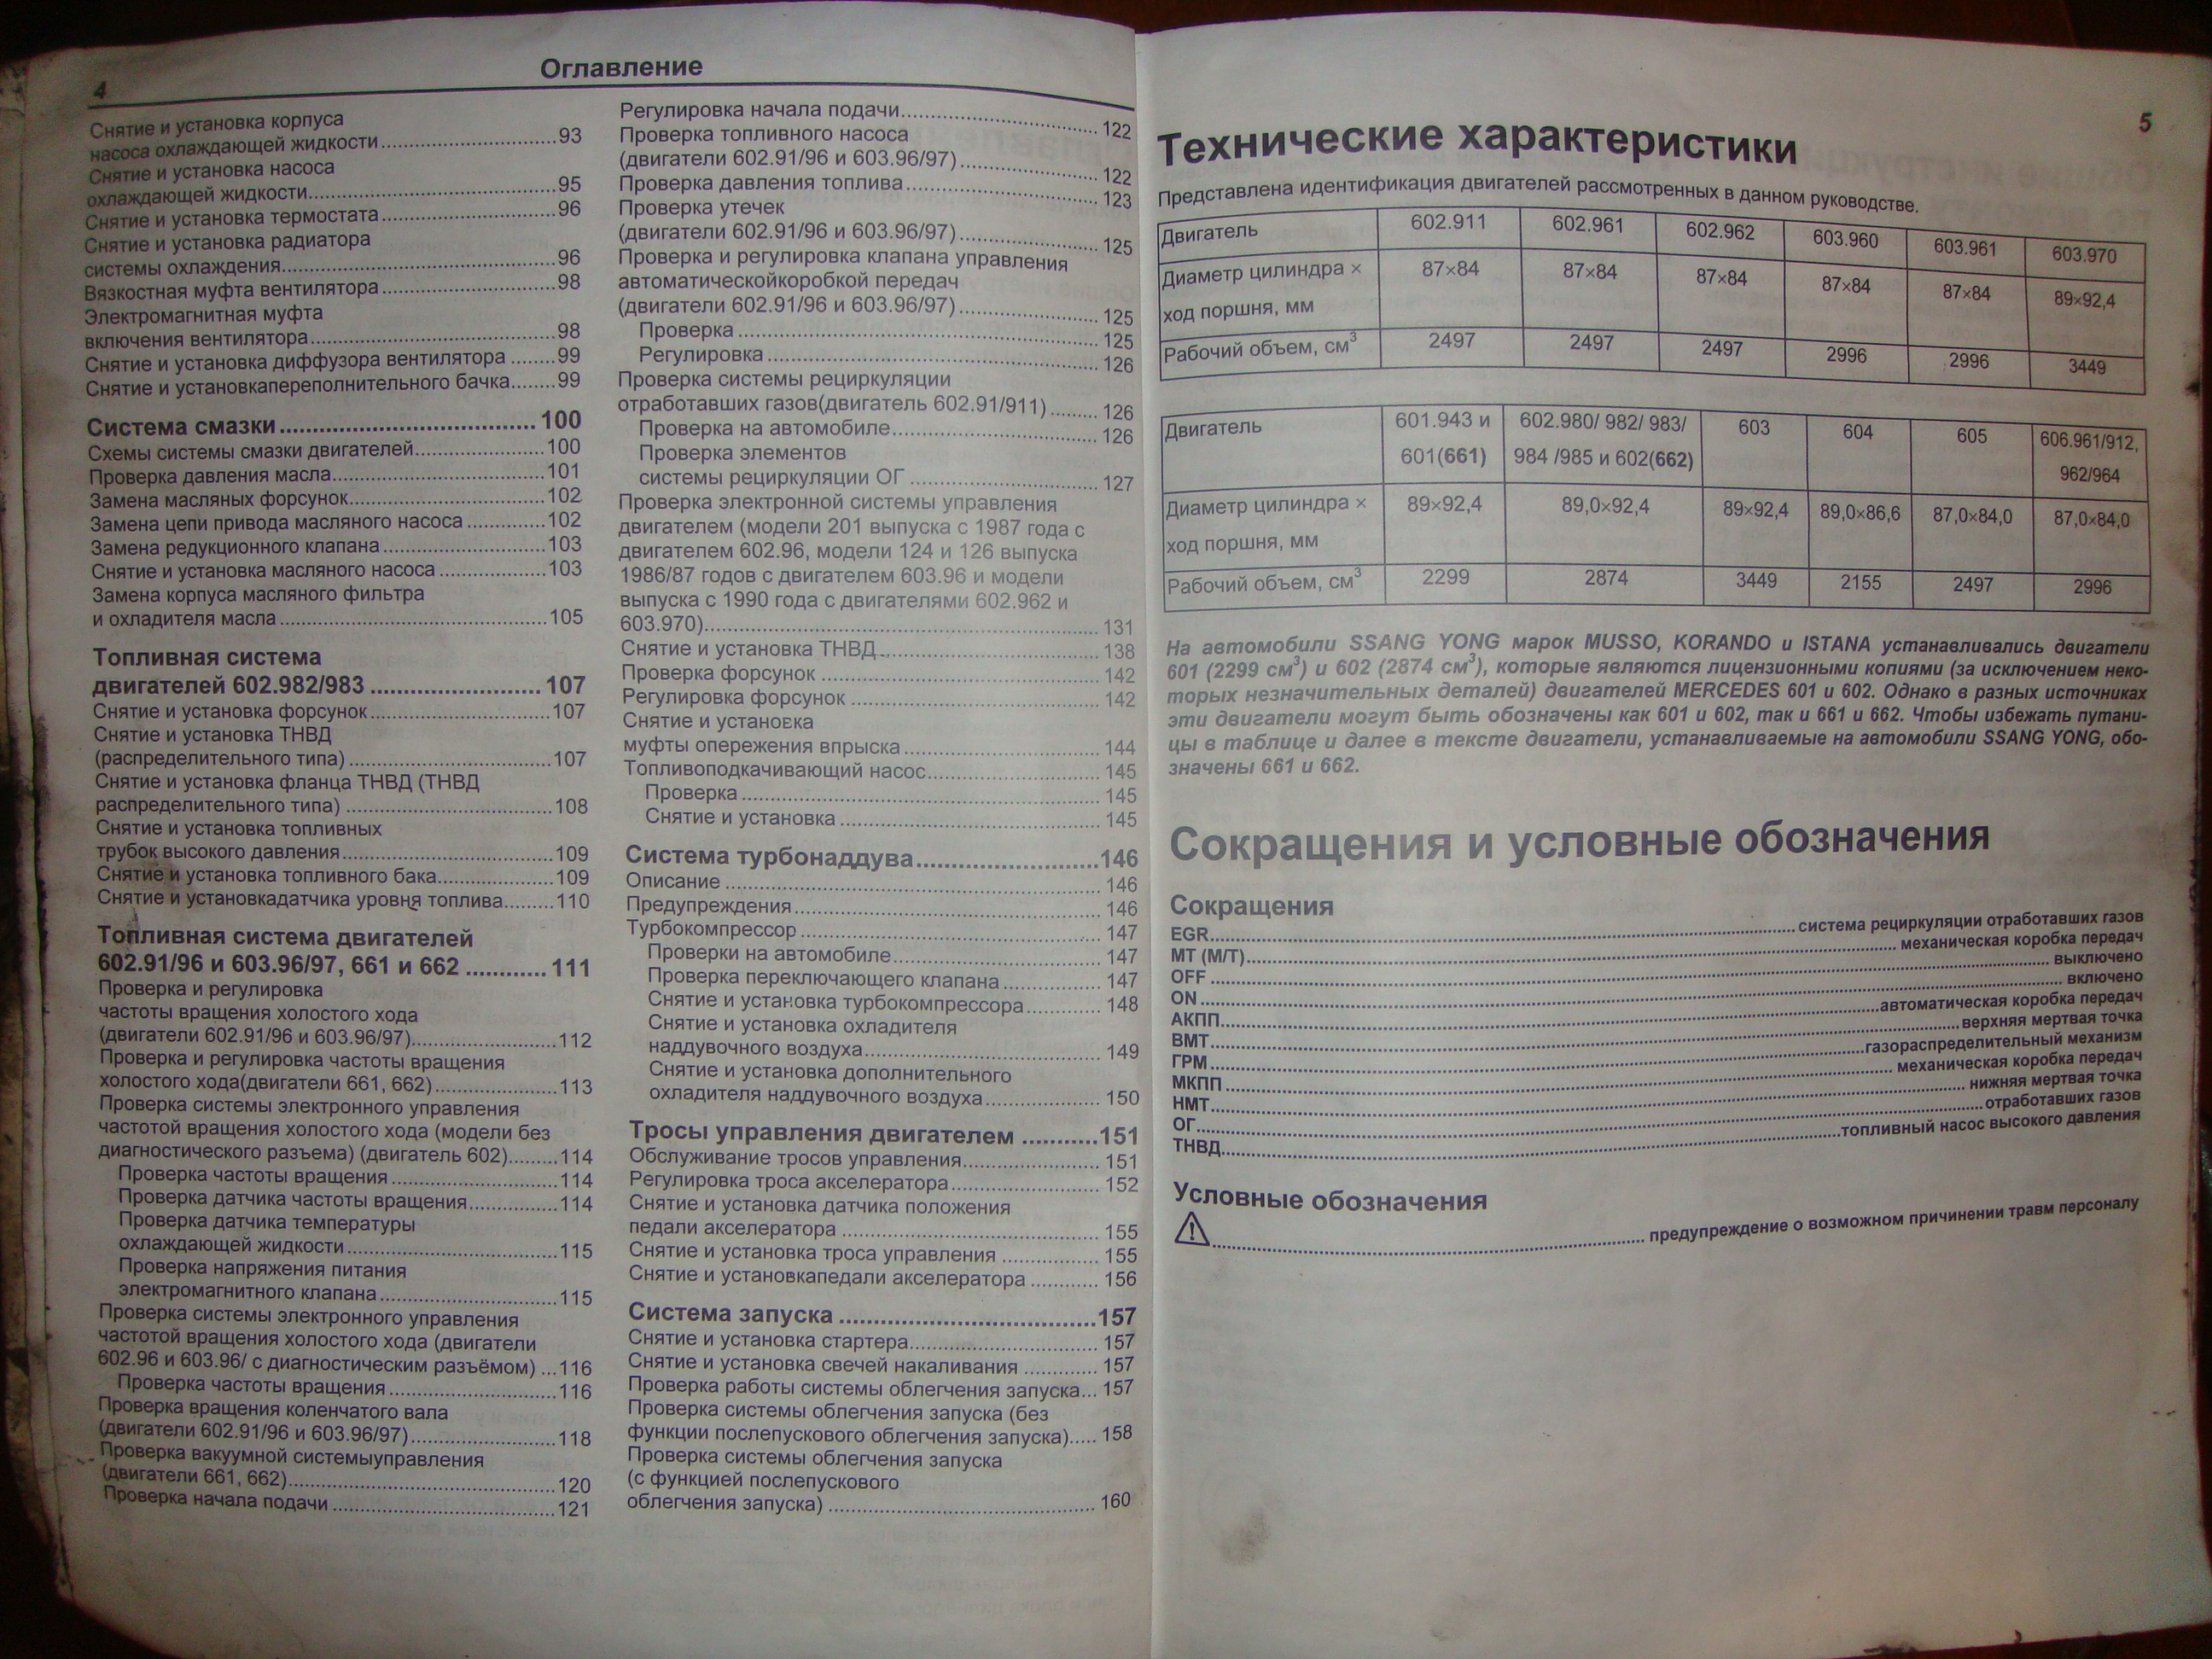 4
Оглавление
Снятие и установка корпуса
насоса охлаждающей жидкости..............................93
Снятие и установка насоса
охлаждающей жидкости...........................................95
Снятие и установка термостата..............................96
Снятие и установка радиатора
системы охлаждения................................................96
Вязкостная муфта вентилятора..............................98
Электромагнитная муфта
включения вентилятора...........................................98
Снятие и установка диффузора вентилятора ........99
Снятие и установкапереполнительного бачка........99
Система смазки...................................100
Схемы системы смазки двигателей.......................100
Проверка давления масла.....................................101
Замена масляных форсунок...................................102
Замена цепи привода масляного насоса ..............102
Замена редукционного клапана.............................103
Снятие и установка масляного насоса...................103
Замена корпуса масляного фильтра
и охладителя масла................................................105
Топливная система
двигателей 602.982/983.........................107
Снятие и установка форсунок................................107
Снятие и установка ТНВД
(распределительного типа)....................................107
Снятие и установка фланца ТНВД (ТНВД
распределительного типа).....................................108
Снятие и установка топливных
трубок высокого давления.....................................109
Снятие и установка топливного бака.....................109
Снятие и установкадатчика уровня топлива.........110
Топливная система двигателей
602.91/96 и 603.96/97, 661 и 662............111
Проверка и регулировка
частоты вращения холостого хода
(двигатели 602.91/96 и 603.96/97).........................112
Проверка и регулировка частоты вращения
холостого хода(двигатели 661, 662).....................113
Проверка системы электронного управления
частотой вращения холостого хода (модели без
диагностического разъема) (двигатель 602).........114
Проверка частоты вращения..............................114
Проверка датчика частоты вращения................114
Проверка датчика температуры
охлаждающей жидкости.....................................115
Проверка напряжения питания
электромагнитного клапана................................115
Проверка системы электронного управления
частотой вращения холостого хода (двигатели
602.96 и 603.96/ с диагностическим разъёмом) ...116
Проверка частоты вращения..............................116
Проверка вращения коленчатого вала
(двигатели 602.91/96 и 603.96/97).........................118
Проверка вакуумной системыуправления
(двигатели 661, 662)...............................................120
Проверка начала подачи.......................................121
Регулировка начала подачи..................................122
Проверка топливного насоса
(двигатели 602.91/96 и 603.96/97)........................122
Проверка давления топлива.................................123
Проверка утечек
(двигатели 602.91/96 и 603.96/97)........................125
Проверка и регулировка клапана управления
автоматическойкоробкой передач
(двигатели 602.91/96 и 603.96/97)........................125
Проверка.............................................................125
Регулировка........................................................126
Проверка системы рециркуляции
отработавших газов(двигатель 602.91/911).........126
Проверка на автомобиле....................................126
Проверка элементов
системы рециркуляции ОГ.................................127
Проверка электронной системы управления
двигателем (модели 201 выпуска с 1987 года с
двигателем 602.96, модели 124 и 126 выпуска
1986/87 годов с двигателем 603.96 и модели
выпуска с 1990 года с двигателями 602.962 и
603.970)...................................................................131
Снятие и установка ТНВД......................................138
Проверка форсунок................................................142
Регулировка форсунок...........................................142
Снятие и установка
муфты опережения впрыска..................................144
Топливоподкачивающий насос..............................145
Проверка.............................................................145
Снятие и установка.............................................145
Система турбонаддува..........................146
Описание.................................................................146
Предупреждения.....................................................146
Турбокомпрессор....................................................147
Проверки на автомобиле....................................147
Проверка переключающего клапана.................147
Снятие и установка турбокомпрессора.............148
Снятие и установка охладителя
наддувочного воздуха.........................................149
Снятие и установка дополнительного
охладителя наддувочного воздуха....................150
Тросы управления двигателем ...........151
Обслуживание тросов управления........................151
Регулировка троса акселератора..........................152
Снятие и установка датчика положения
педали акселератора.............................................155
Снятие и установка троса управления.................155
Снятие и установкапедали акселератора............156
Система запуска....................................157
Снятие и установка стартера.................................157
Снятие и установка свечей накаливания.............157
Проверка работы системы облегчения запуска...157
Проверка системы облегчения запуска (без
функции послепускового облегчения запуска).....158
Проверка системы облегчения запуска
(с функцией послепускового
облегчения запуска)...............................................160
5
Технические характеристики
Представлена идентификация двигателей рассмотренных в данном руководстве.
Двигатель 602.911 602.961 602.962 603.960 603.961 603.970
Диаметр цилиндра × 87×84 87×84 87×84 87×84 87×84 89×92,4
ход поршня, мм
Рабочий объем, см³ 2497 2497 2497 2996 2996 3449
Двигатель 601.943 и 602.980/ 982/ 983/ 603 604 605 606.961/912,
601(661) 984 /985 и 602(662) 962/964
Диаметр цилиндра × 89×92,4 89,0×92,4 89×92,4 89,0×86,6 87,0×84,0 87,0×84,0
ход поршня, мм
Рабочий объем, см³ 2299 2874 3449 2155 2497 2996
На автомобили SSANG YONG марок MUSSO, KORANDO и ISTANA устанавливались двигатели
601 (2299 см³) и 602 (2874 см³), которые являются лицензионными копиями (за исключением неко-
торых незначительных деталей) двигателей MERCEDES 601 и 602. Однако в разных источниках
эти двигатели могут быть обозначены как 601 и 602, так и 661 и 662. Чтобы избежать путани-
цы в таблице и далее в тексте двигатели, устанавливаемые на автомобили SSANG YONG, обо-
значены 661 и 662.
Сокращения и условные обозначения
Сокращения
EGR..........система рециркуляции отработавших газов
МТ (М/Т)..........механическая коробка передач
OFF..........выключено
ON..........включено
АКПП..........автоматическая коробка передач
ВМТ..........верхняя мертвая точка
ГРМ..........газораспределительный механизм
МКПП..........механическая коробка передач
НМТ..........нижняя мертвая точка
ОГ..........отработавших газов
ТНВД..........топливный насос высокого давления
Условные обозначения
..........предупреждение о возможном причинении травм персоналу